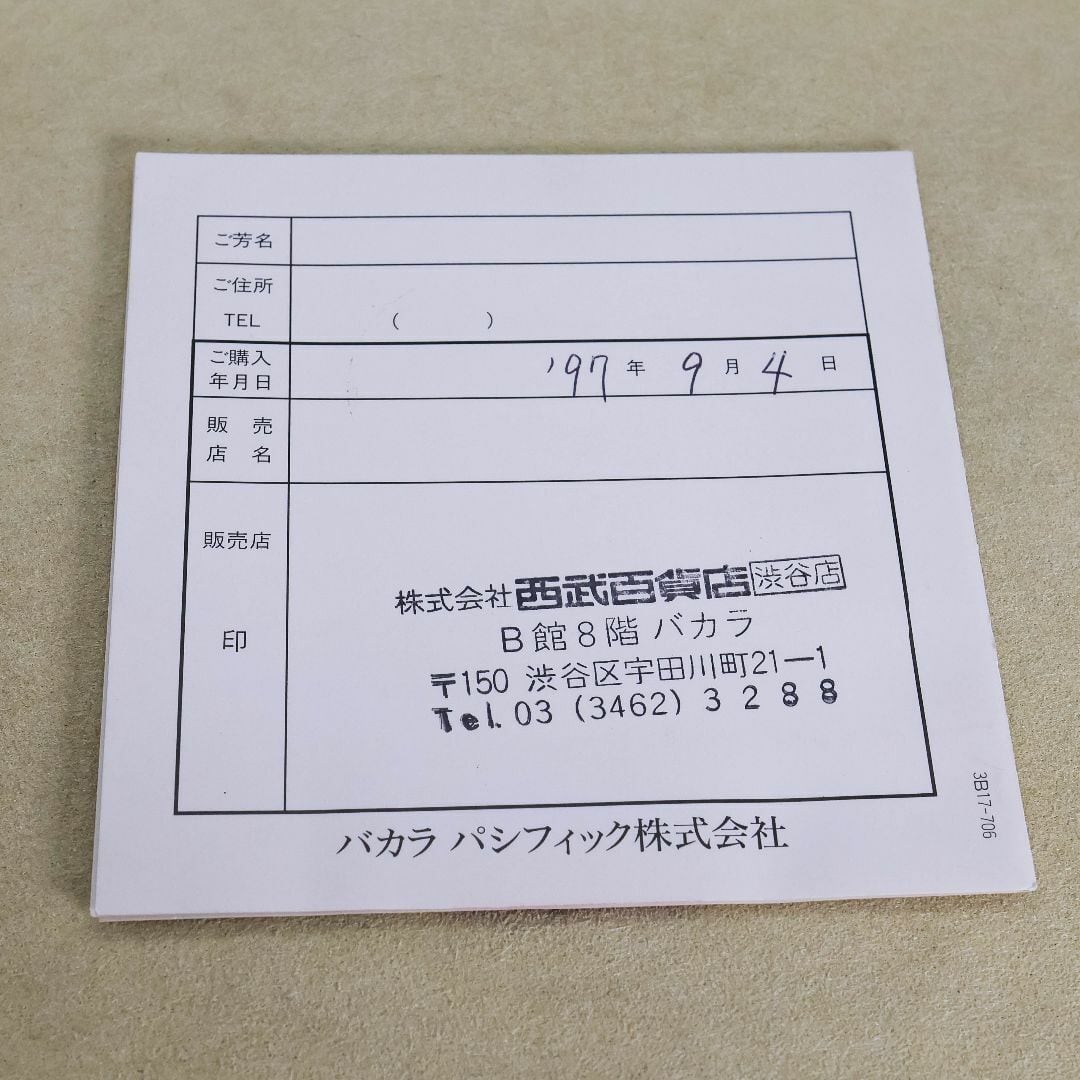 ご芳名
ご住所
TEL ( )
ご購入
年月日
'97 年 9 月 4 日
販売
店名
販売店
印
株式会社西武百貨店渋谷店
B館8階 バカラ
〒150 渋谷区宇田川町21-1
Tel. 03 (3462) 3288
バカラ パシフィック株式会社
3B17-706